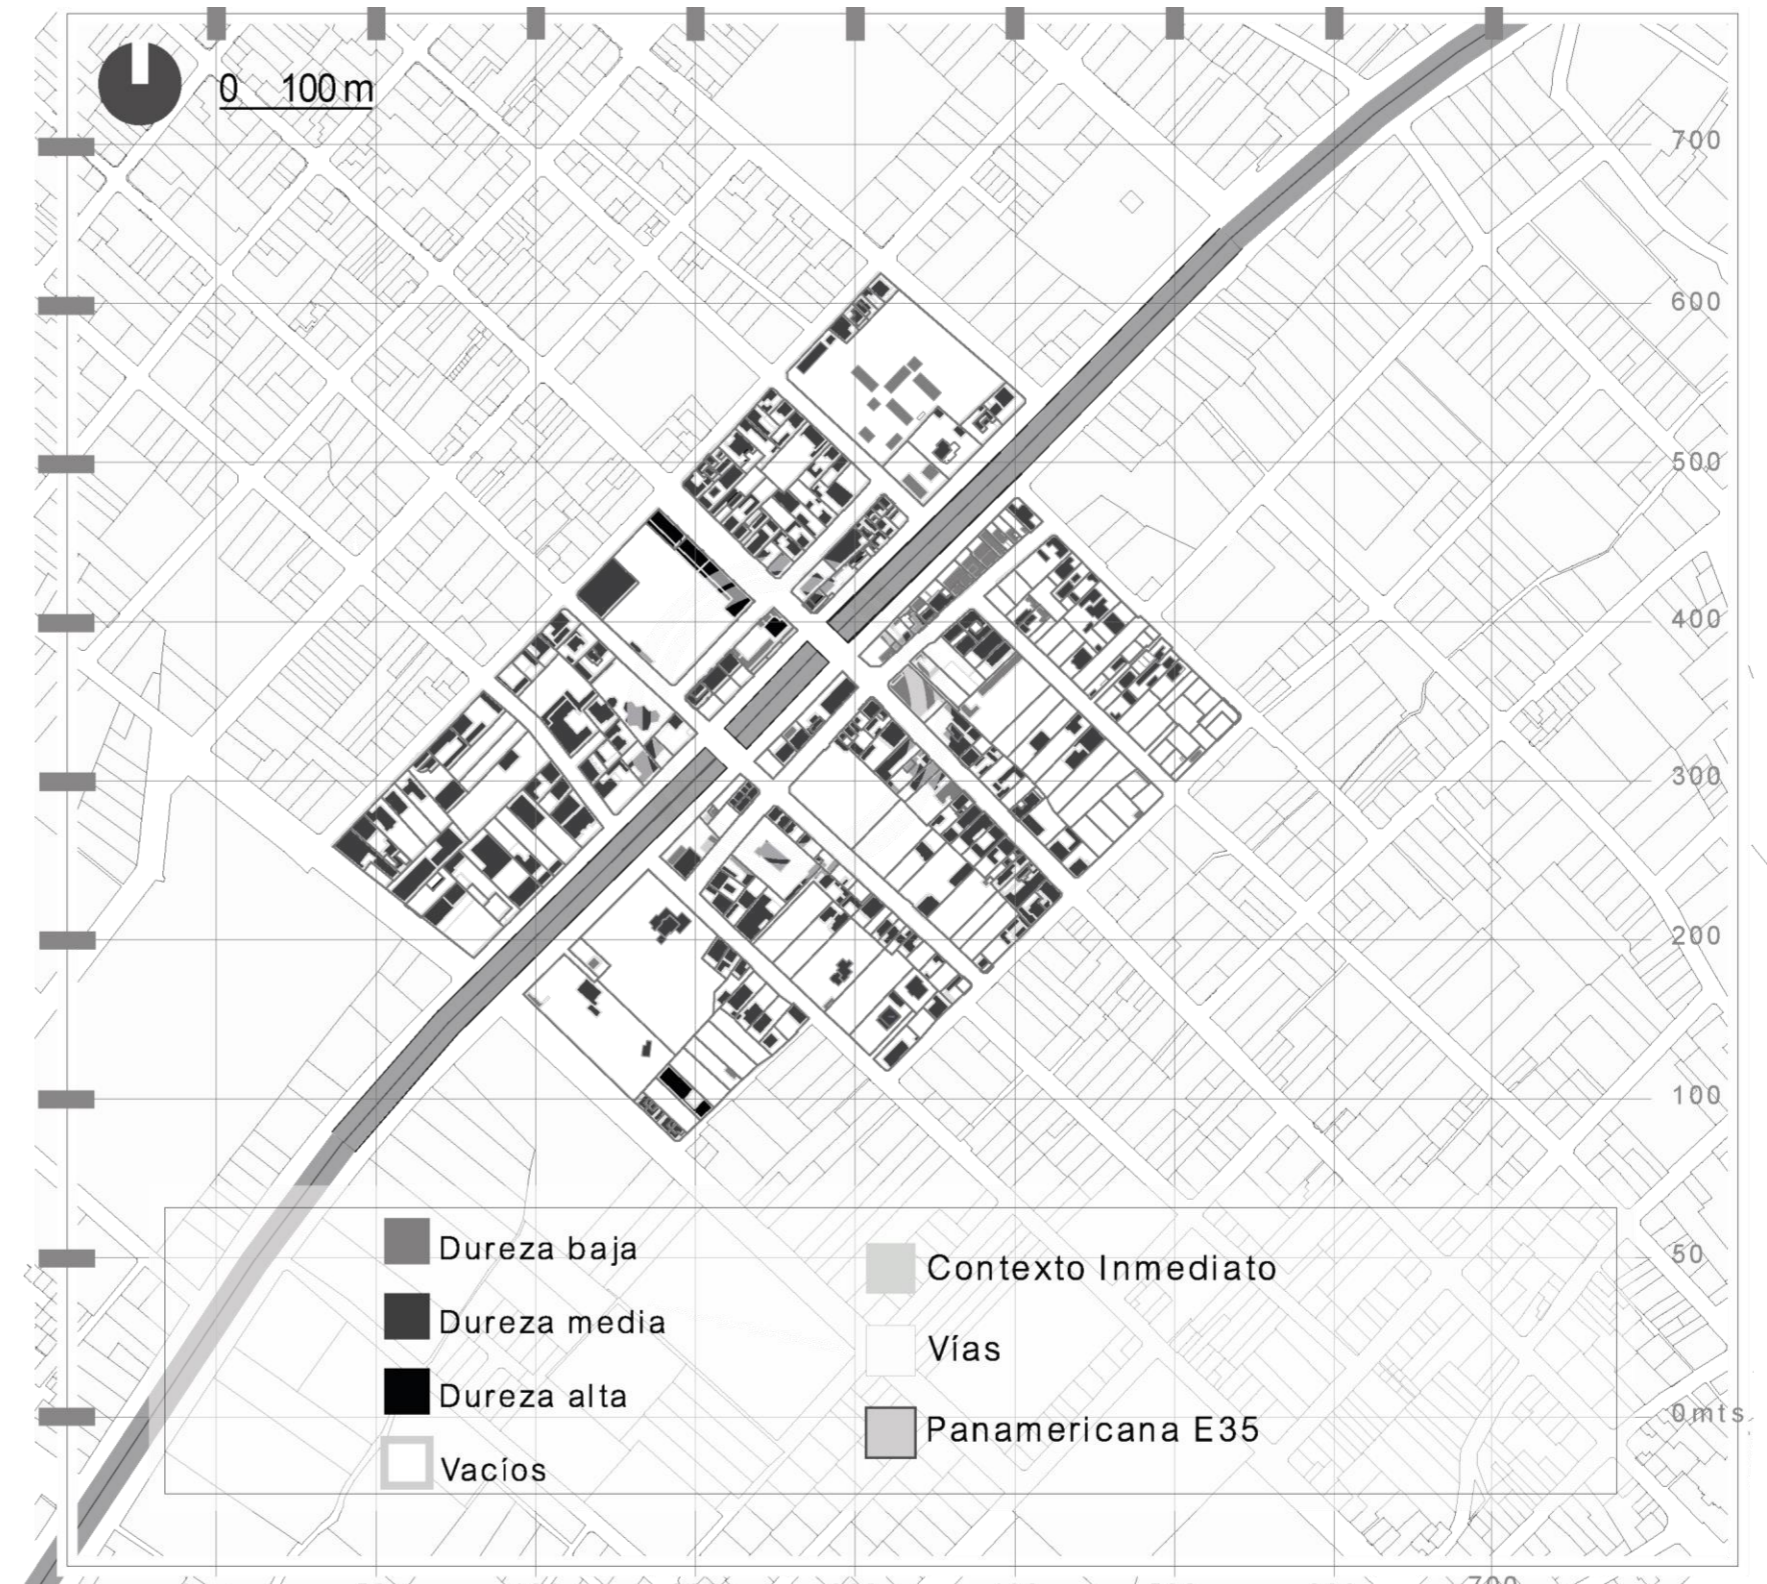 0 100 m
700
600
500
400
300
200
100
50
0mts
Dureza baja
Dureza media
Dureza alta
Vacíos
Contexto Inmediato
Vías
Panamericana E35
700